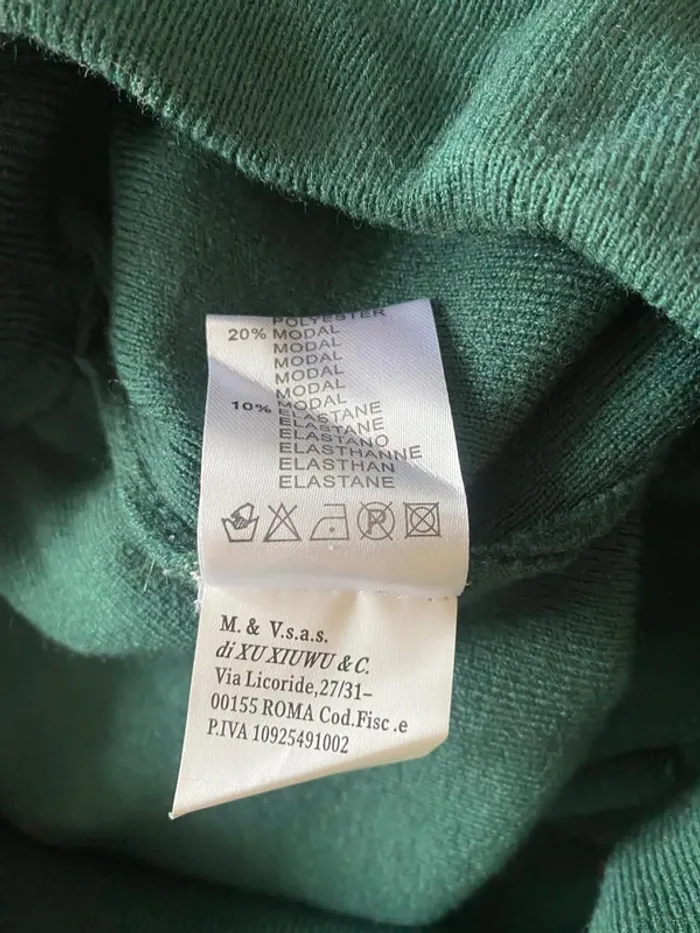 POLYESTER
20% MODAL
MODAL
MODAL
MODAL
MODAL
10% MODAL
ELASTANE
ELASTANE
ELASTANO
ELASTHANNE
ELASTHAN
ELASTANE
P
M. & V.s.a.s.
di XU XIUWU & C.
Via Licoride,27/31–
00155 ROMA Cod.Fisc .e
P.IVA 10925491002